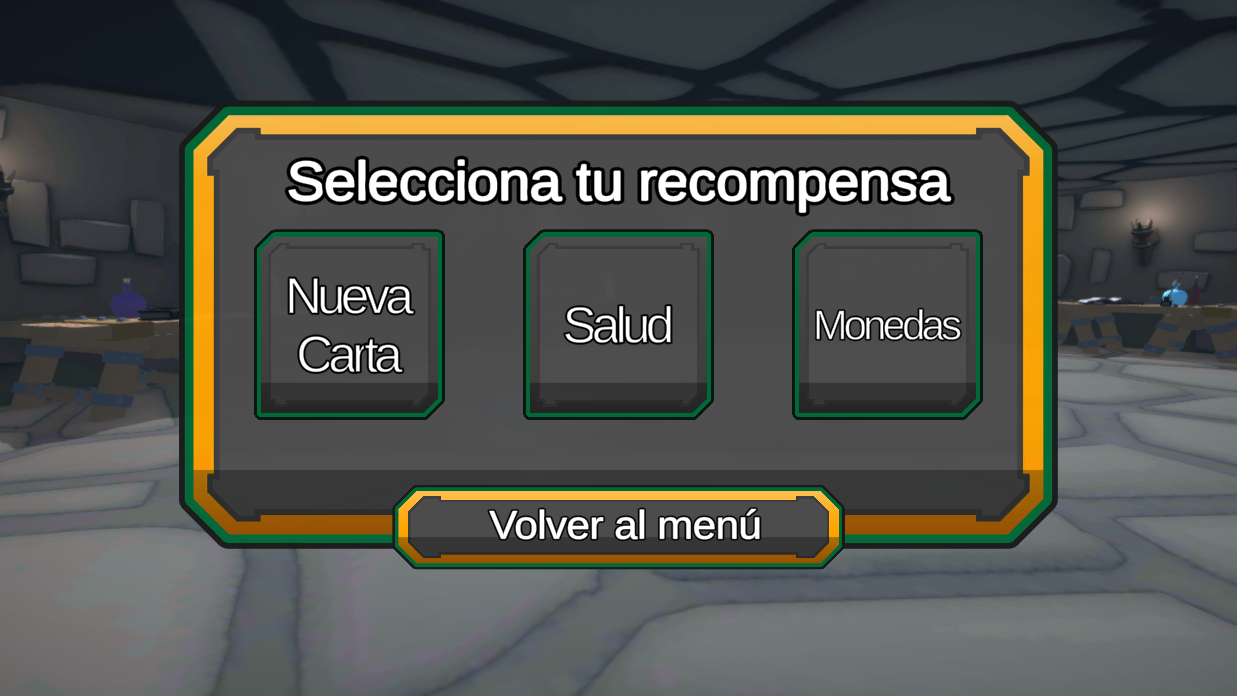 Selecciona tu recompensa
Nueva
Carta
Salud
Monedas
Volver al menú